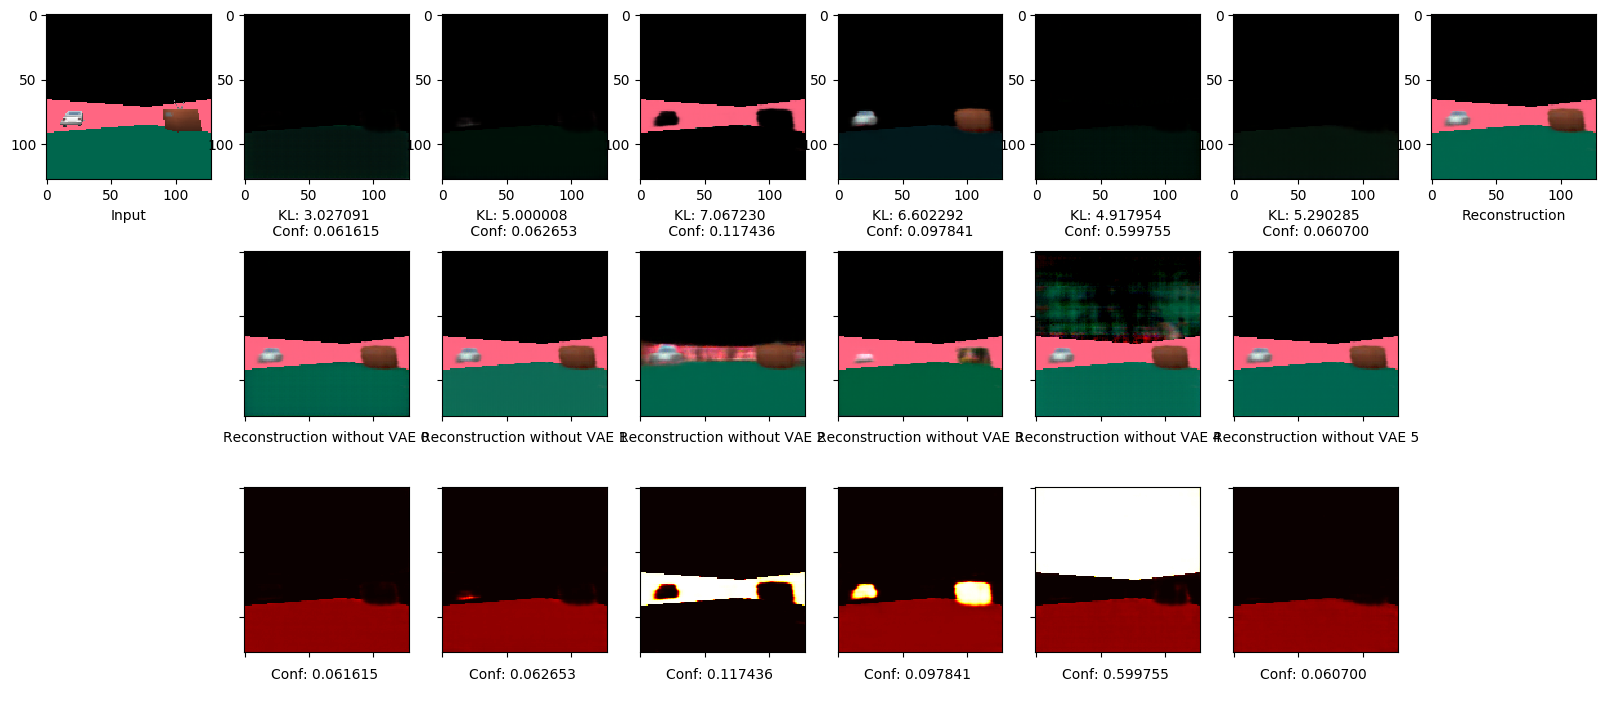 0
50
100
0 50 100
Input
0
50
100
0 50 100
KL: 3.027091
Conf: 0.061615
0
50
100
0 50 100
KL: 5.000008
Conf: 0.062653
0
50
100
0 50 100
KL: 7.067230
Conf: 0.117436
0
50
100
0 50 100
KL: 6.602292
Conf: 0.097841
0
50
100
0 50 100
KL: 4.917954
Conf: 0.599755
0
50
100
0 50 100
KL: 5.290285
Conf: 0.060700
0
50
100
0 50 100
Reconstruction
Reconstruction without VAE 0
Reconstruction without VAE 1
Reconstruction without VAE 2
Reconstruction without VAE 3
Reconstruction without VAE 4
Reconstruction without VAE 5
Conf: 0.061615
Conf: 0.062653
Conf: 0.117436
Conf: 0.097841
Conf: 0.599755
Conf: 0.060700